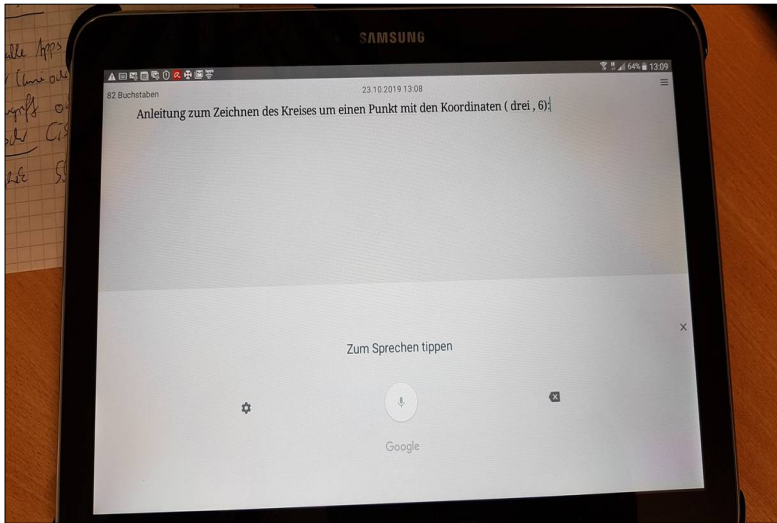 SAMSUNG
64% 13:09
82 Buchstaben
23.10.2019 13:08
Anleitung zum Zeichnen des Kreises um einen Punkt mit den Koordinaten ( drei , 6):
Zum Sprechen tippen
Google